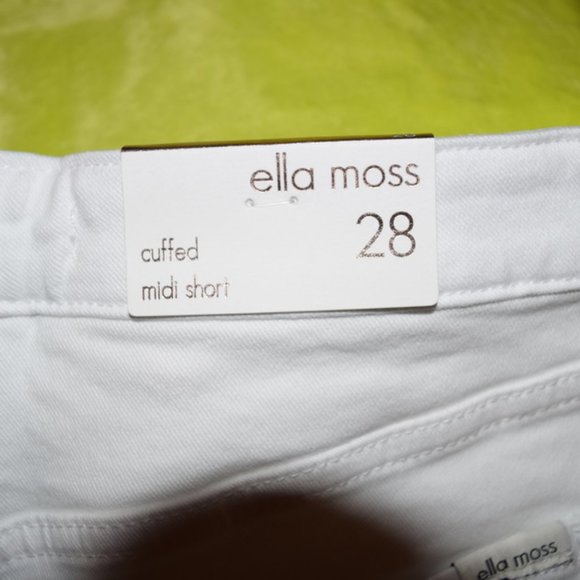 ella moss
28
cuffed
midi short
ella moss